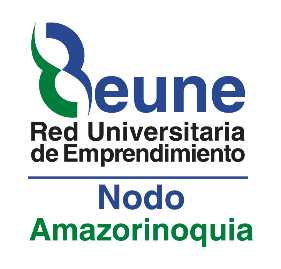 Reune
Red Universitaria
de Emprendimiento
Nodo
Amazorinoquia